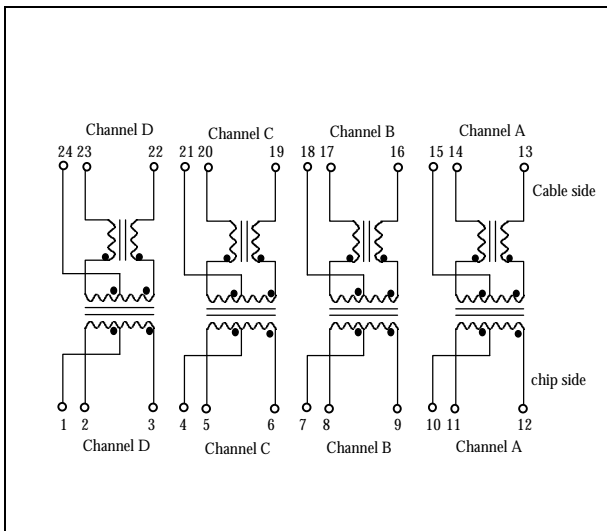 Channel D Channel C Channel B Channel A
24 23 22 21 20 19 18 17 16 15 14 13
Cable side
chip side
1 2 3 4 5 6 7 8 9 10 11 12
Channel D Channel C Channel B Channel A